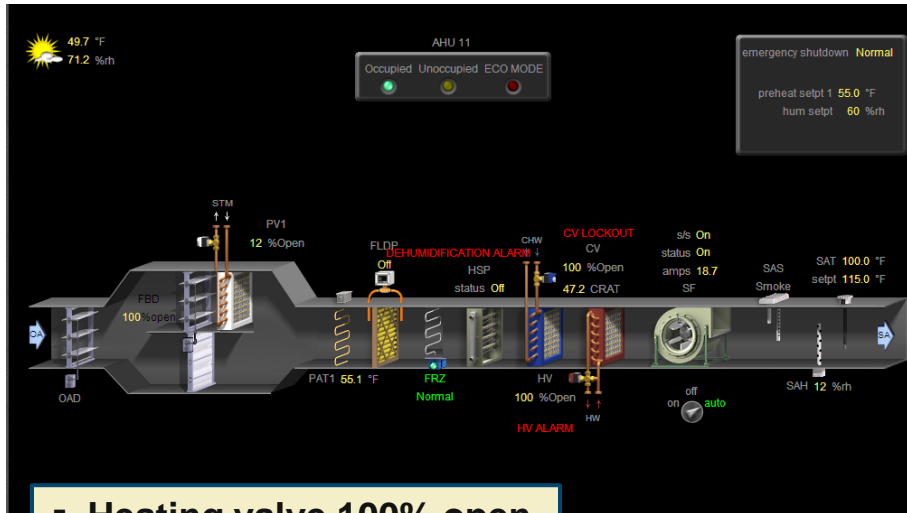 49.7 °F
71.2 %rh
AHU 11
Occupied Unoccupied ECO MODE
emergency shutdown Normal
preheat setpt 1 55.0 °F
hum setpt 60 %rh
STM
PV1
12 %Open
FLDP
Off
DEHUMIDIFICATION ALARM
HSP
status Off
CHW
CV LOCKOUT
CV
100 %Open
47.2 CRAT
s/s On
status On
amps 18.7
SF
SAS
Smoke
SAT 100.0 °F
setpt 115.0 °F
FBD
100 %open
OA
SA
OAD
PAT1 55.1 °F
FRZ
Normal
HV
100 %Open
HW
HV ALARM
off
on auto
SAH 12 %rh
Heating valve 100% open